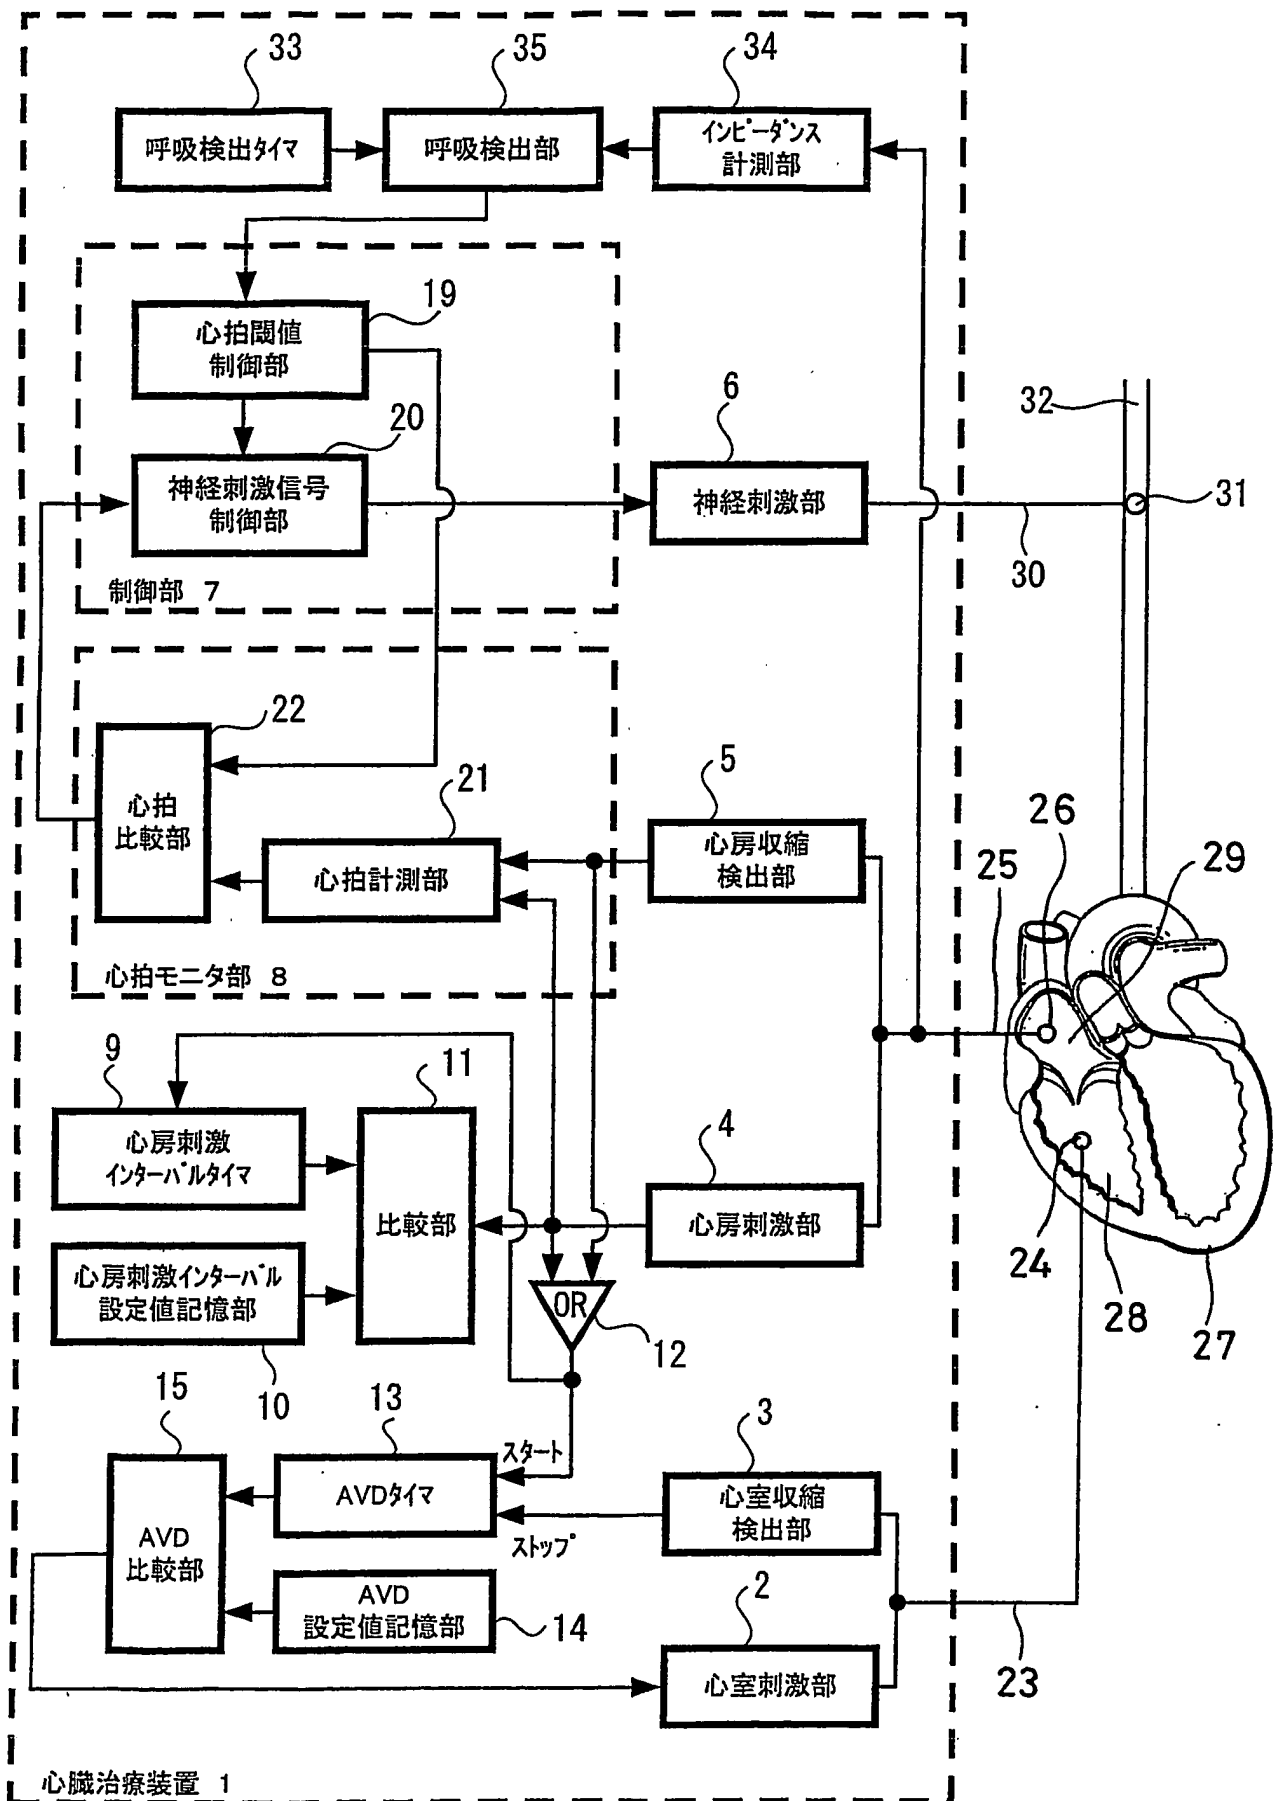 33
35
34
呼吸検出タイマ
呼吸検出部
インピーダンス
計測部
19
心拍閾値
制御部
20
神経刺激信号
制御部
制御部 7
6
神経刺激部
32
31
30
22
心拍
比較部
21
心拍計測部
心拍モニタ部 8
5
心房収縮
検出部
26
25
29
9
心房刺激
インターバルタイマ
11
比較部
4
心房刺激部
心房刺激インターバル
設定値記憶部
10
OR
12
24
28
27
15
AVD
比較部
13
AVDタイマ
スタート
ストップ
3
心室収縮
検出部
AVD
設定値記憶部
14
2
心室刺激部
23
心臓治療装置 1